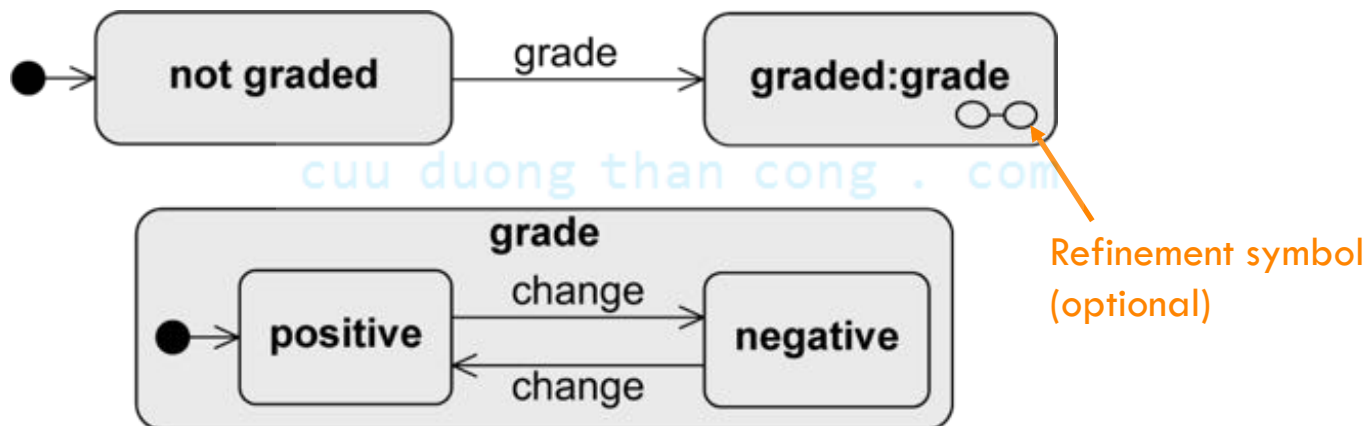 grade
not graded
graded:grade
cuu duong than cong . com
grade
Refinement symbol
(optional)
change
positive
negative
change